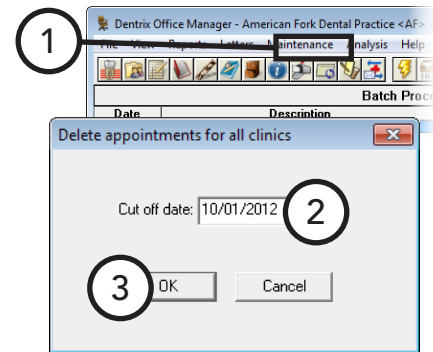 1
Dentrix Office Manager - American Fork Dental Practice <AF>
File View Reports Letters Maintenance Analysis Help
Batch Proce
Date Description
Delete appointments for all clinics
Cut off date: 10/01/2012
2
3
OK Cancel